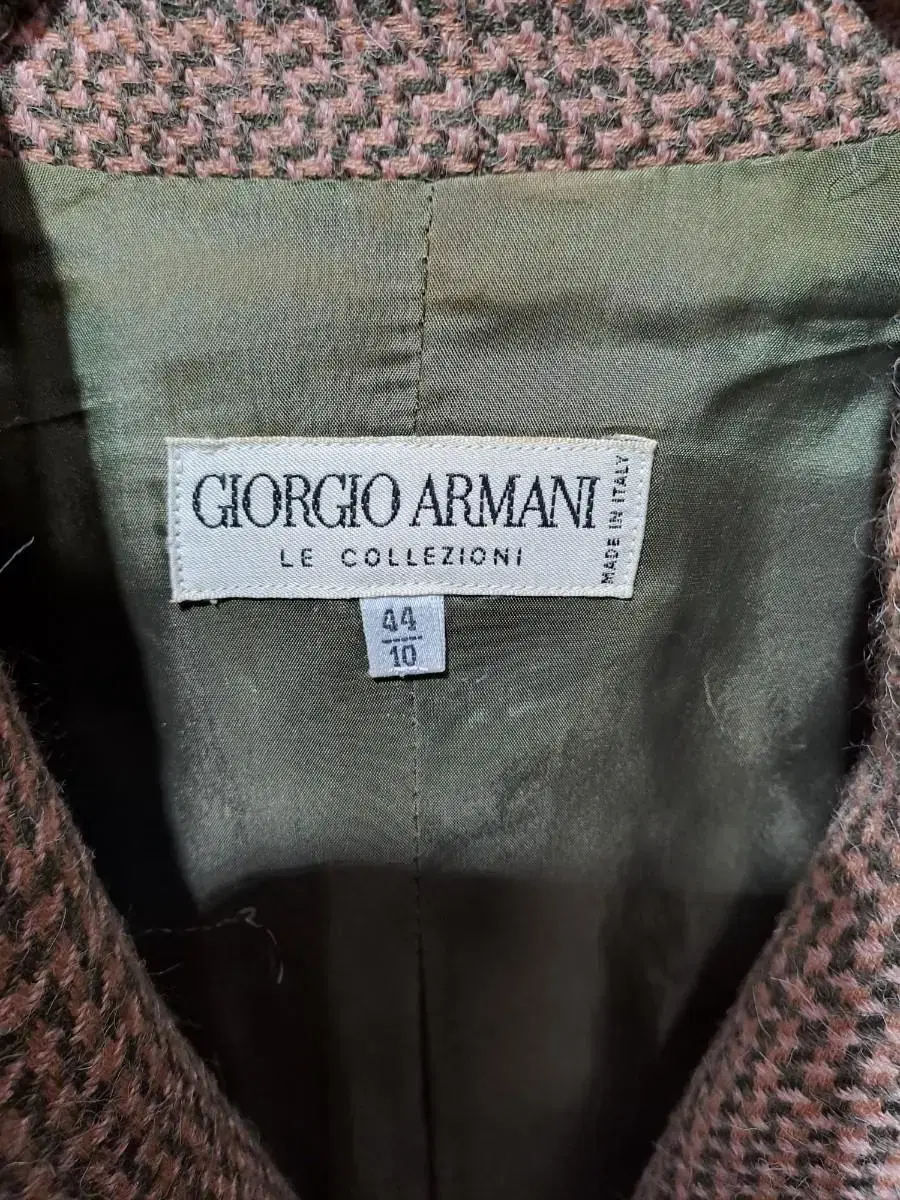 GIORGIO ARMANI
LE COLLEZIONI
MADE IN ITALY
44
10